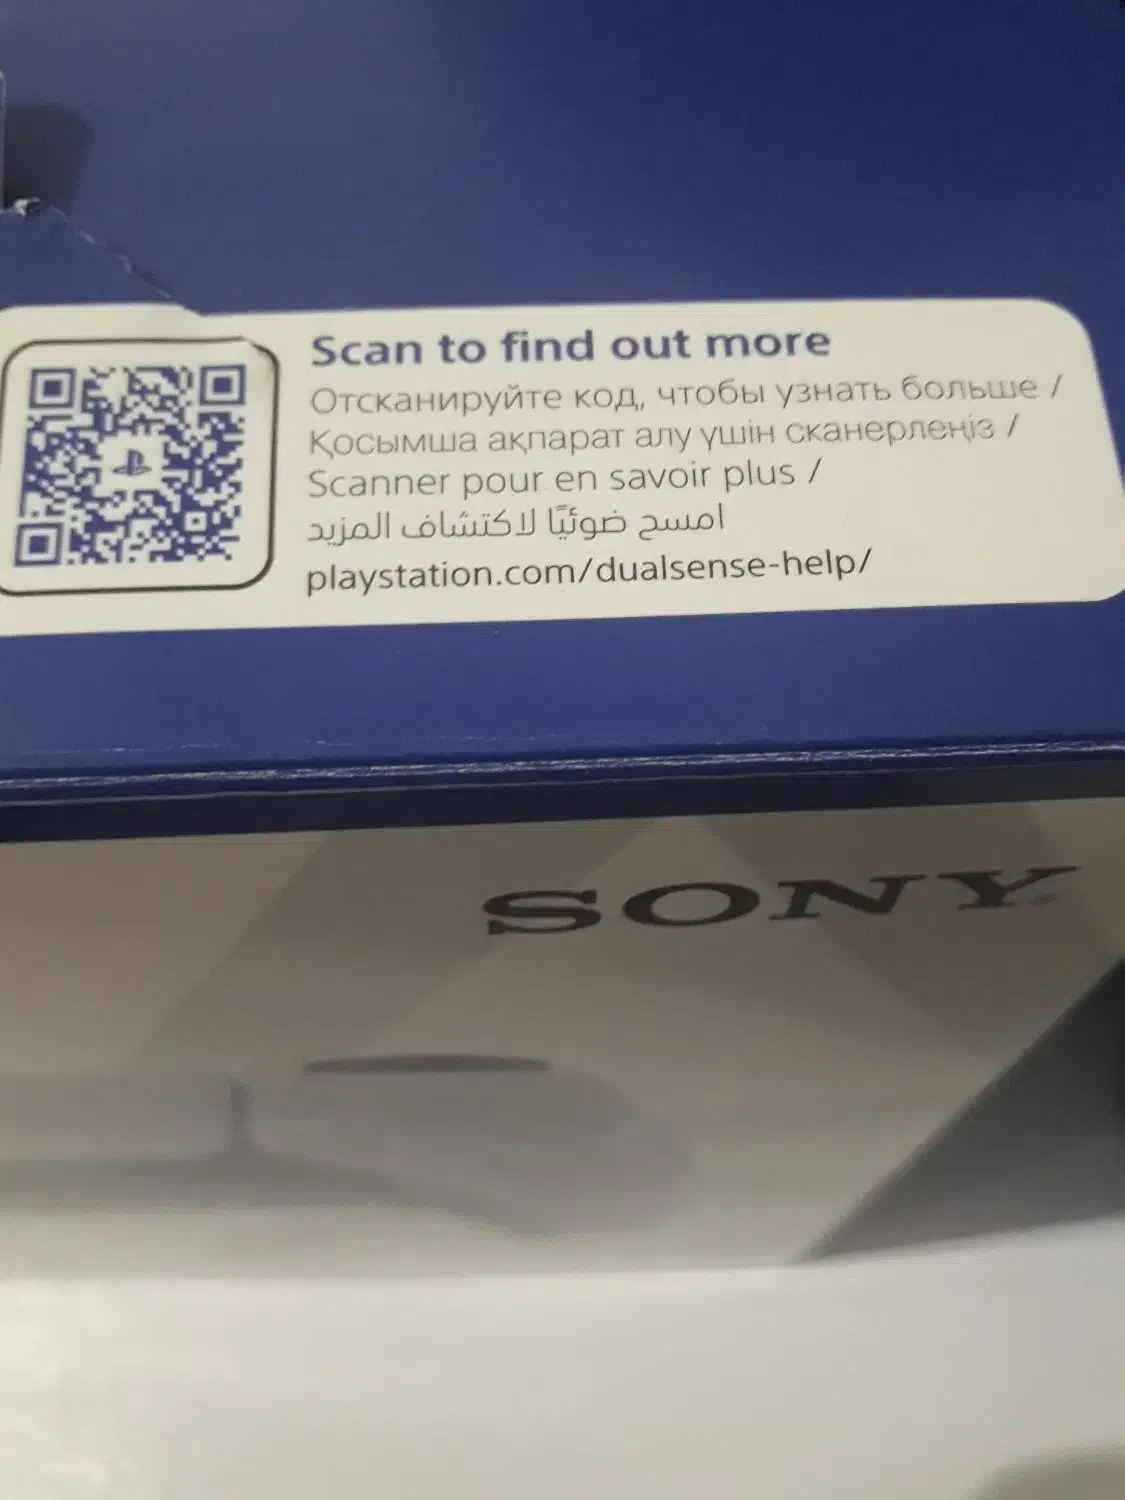 Scan to find out more
Отсканируйте код, чтобы узнать больше /
Қосымша ақпарат алу үшін сканерлеңіз /
Scanner pour en savoir plus /
امسح ضوئيًا لاكتشاف المزيد
playstation.com/dualsense-help/
SONY